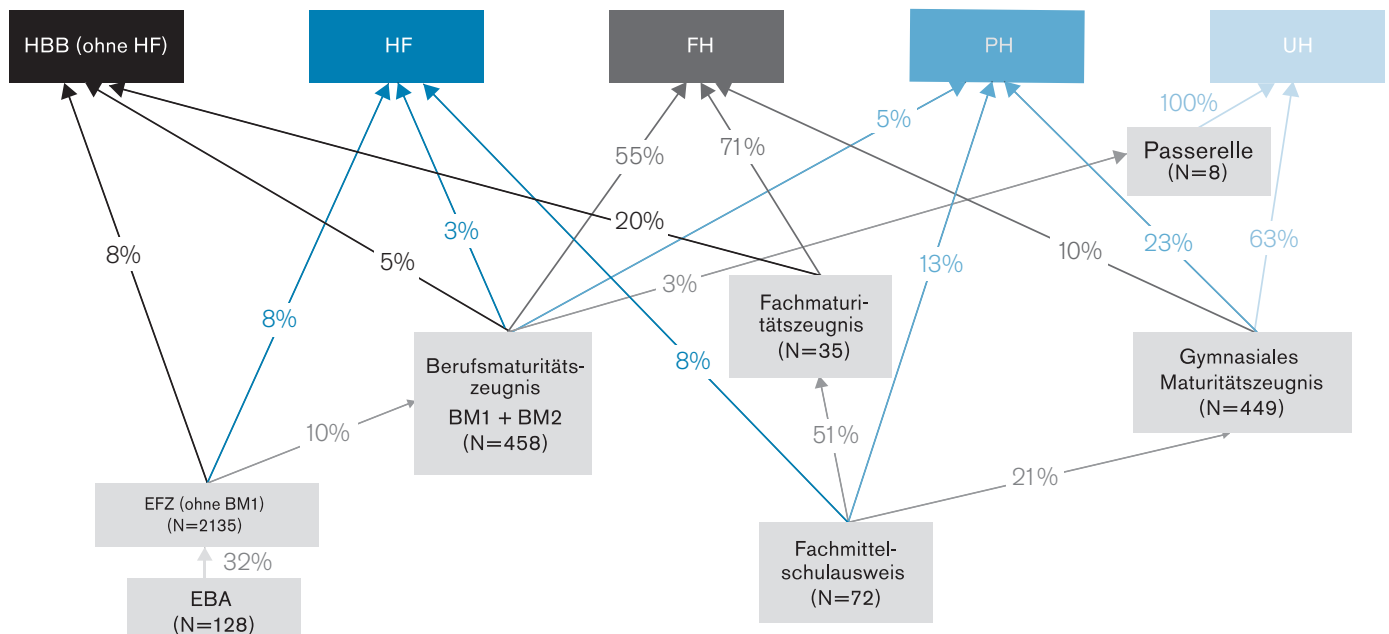 HBB (ohne HF)
HF
FH
PH
UH
100%
5%
Passerelle
(N=8)
55%
71%
20%
3%
8%
5%
23%
63%
10%
13%
3%
Fachmaturi-
tätszeugnis
(N=35)
8%
8%
Berufsmaturitäts-
zeugnis
BM1 + BM2
(N=458)
Gymnasiales
Maturitätszeugnis
(N=449)
10%
51%
21%
EFZ (ohne BM1)
(N=2135)
32%
Fachmittel-
schulausweis
(N=72)
EBA
(N=128)